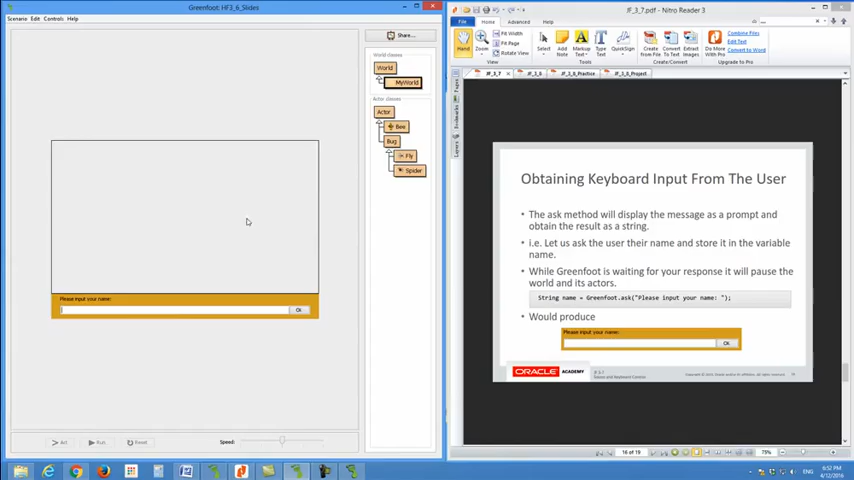 Greenfoot: HF3_6_Slides
Scenario Edit Controls Help
Share...
World classes
World
MyWorld
Actor classes
Actor
Bee
Bug
Fly
Spider
Please input your name:
Ok
Act
Run
Reset
Speed:
JF_3_7.pdf - Nitro Reader 3
File Home Advanced Help
Hand
Zoom
Fit Width
Fit Page
Rotate View
View
Select
Add Note
Markup Text
Type Text
QuickSign
Tools
Create From File
Convert To Text
Extract Images
Create/Convert
Do More With Pro
Combine Files
Edit Text
Convert to Word
Upgrade to Pro
JF_3_7
Pages
Bookmarks
Layers
Obtaining Keyboard Input From The User
• The ask method will display the message as a prompt and
obtain the result as a string.
• i.e. Let us ask the user their name and store it in the variable
name.
• While Greenfoot is waiting for your response it will pause the
world and its actors.
String name = Greenfoot.ask("Please input your name: ");
• Would produce
Please input your name:
OK
ORACLE ACADEMY
JF 3-7
16 of 19
75%
ENG
6:52 PM
4/12/2016